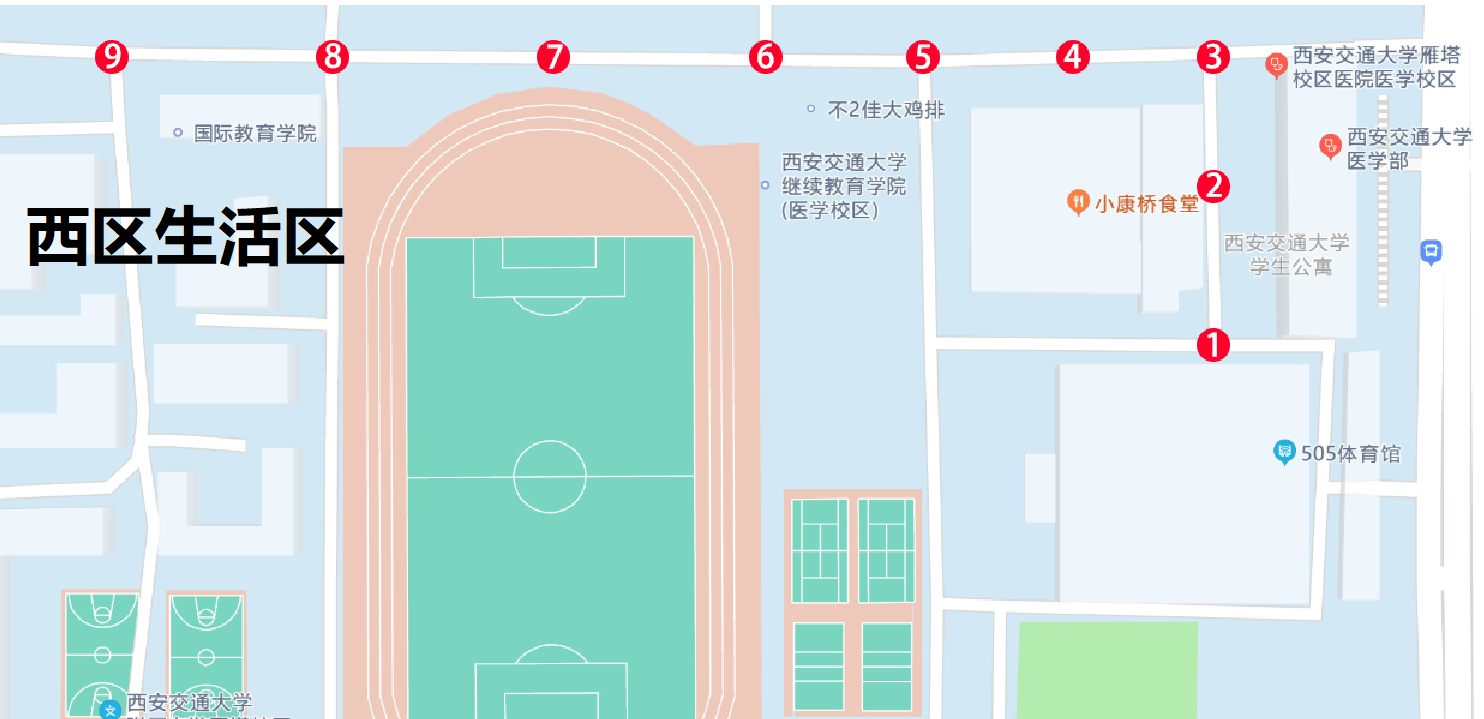 9
8
7
6
5
4
3
西安交通大学雁塔
校区医院医学校区
不2佳大鸡排
国际教育学院
西安交通大学
医学部
西安交通大学
继续教育学院
(医学校区)
2
小康桥食堂
西区生活区
西安交通大学
学生公寓
1
505体育馆
文
西安交通大学